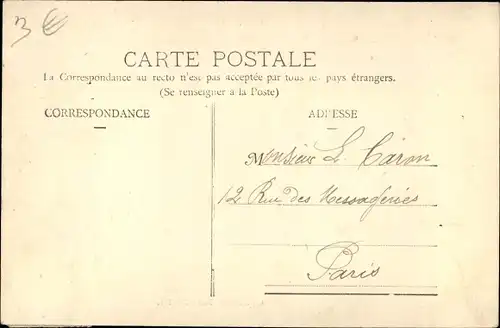 3€
CARTE POSTALE
La Correspondance au recto n'est pas acceptée par tous les pays étrangers.
(Se renseigner à la Poste)
CORRESPONDANCE
ADRESSE
Monsieur L. Caron
12 Rue des Messageries
Paris